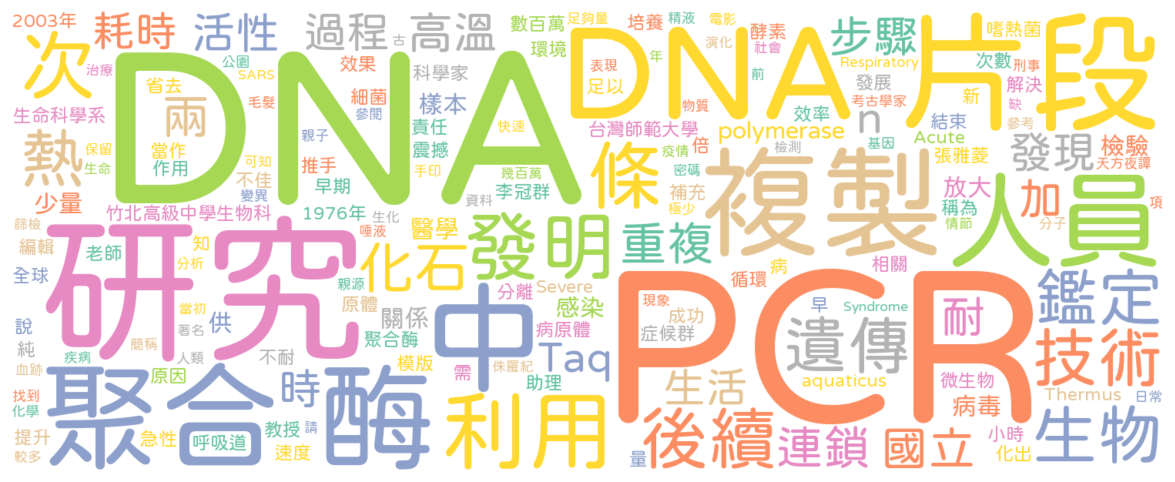 2003年
耗時
活性
過程
高溫
數百萬
足夠量
培養
精液
電影
步驟
嗜熱菌
次
DNA
DNA
片段
公園
古
效果
科學家
環境
酵素
社會
演化
年
前
Respiratory
次數
刑事
治療
省去
SARS
表現
足以
發展
新
解決
缺
生命科學系
兩
毛髮
細菌
參閱
樣本
物質
考古學家
效率
n
結束
參考
熱
保留
當作
親子
責任
快速
台灣師範大學
倍
polymerase
基因
Acute
檢驗
生命
作用
可知
推手
震撼
手印
幾百萬
條
疫情
密碼
檢測
發現
張雅菱
天方夜譚
少量
不佳
變異
早期
李冠群
資料
補充
極少
複製
放大
稱為
加
項
竹北高級中學生物科
1976年
生化
唾液
醫學
發明
重複
人員
情節
分子
篩檢
編輯
老師
知
研究
分析
化石
分離
Severe
循環
病
相關
全球
親源
原體
感染
鑑定
說
當初
供
關係
中
病原體
現象
成功
早
Syndrome
耐
純
著名
PCR
症候群
遺傳
血跡
疾病
簡稱
人類
不耐
聚合酶
模版
侏羅紀
Taq
技術
原因
需
助理
生活
aquaticus
微生物
Thermus
日常
找到
化學
聚合酶
時
利用
病毒
提升
較多
急性
呼吸道
教授
請
速度
量
後續
連鎖
國立
小時
化出
生物